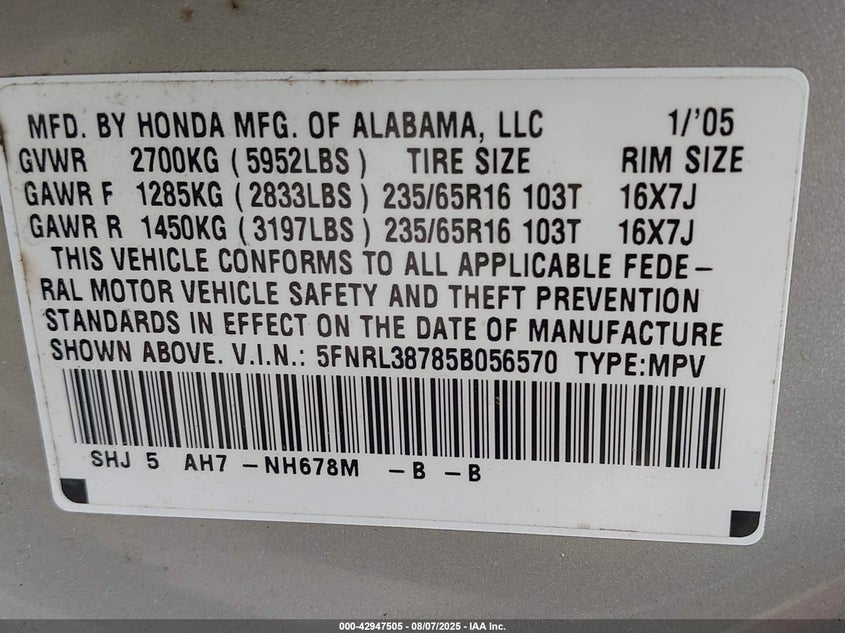 MFD. BY HONDA MFG. OF ALABAMA, LLC 1/'05
GVWR 2700KG (5952LBS) TIRE SIZE RIM SIZE
GAWR F 1285KG (2833LBS) 235/65R16 103T 16X7J
GAWR R 1450KG (3197LBS) 235/65R16 103T 16X7J
THIS VEHICLE CONFORMS TO ALL APPLICABLE FEDE-
RAL MOTOR VEHICLE SAFETY AND THEFT PREVENTION
STANDARDS IN EFFECT ON THE DATE OF MANUFACTURE
SHOWN ABOVE. V.I.N.: 5FNRL38785B056570 TYPE:MPV
SHJ 5 AH7 -NH678M -B -B
000-42947505 - 08/07/2025 - IAA Inc.